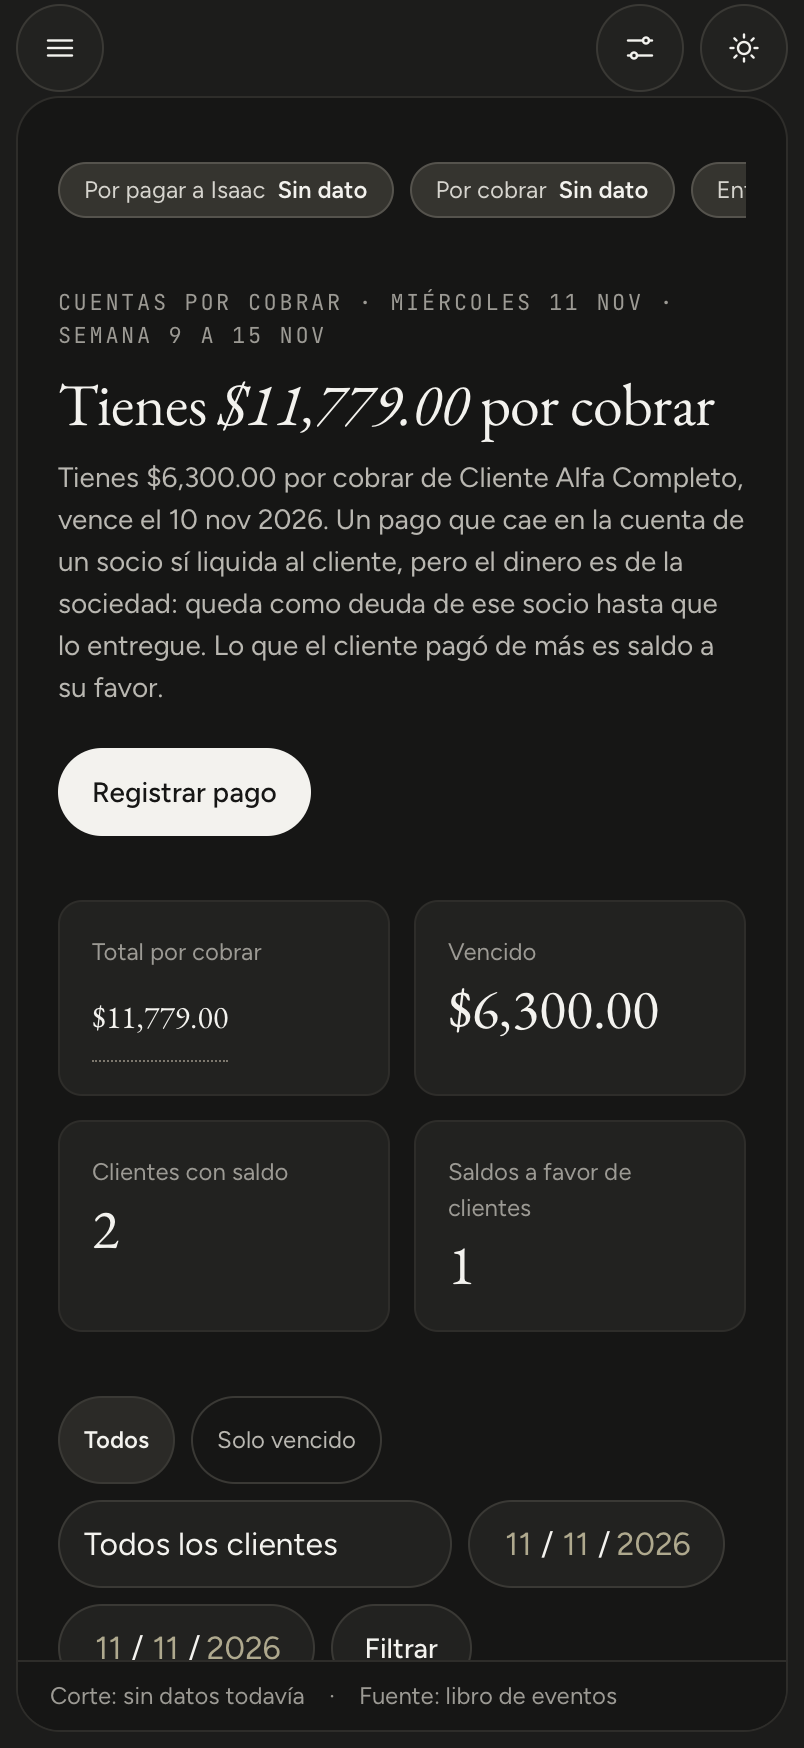 Por pagar a Isaac Sin dato
Por cobrar Sin dato
CUENTAS POR COBRAR · MIÉRCOLES 11 NOV ·
SEMANA 9 A 15 NOV
Tienes $11,779.00 por cobrar
Tienes $6,300.00 por cobrar de Cliente Alfa Completo,
vence el 10 nov 2026. Un pago que cae en la cuenta de
un socio sí liquida al cliente, pero el dinero es de la
sociedad: queda como deuda de ese socio hasta que
lo entregue. Lo que el cliente pagó de más es saldo a
su favor.
Registrar pago
Total por cobrar
$11,779.00
Vencido
$6,300.00
Clientes con saldo
2
Saldos a favor de
clientes
1
Todos
Solo vencido
Todos los clientes
11 / 11 / 2026
11 / 11 / 2026
Filtrar
Corte: sin datos todavía · Fuente: libro de eventos